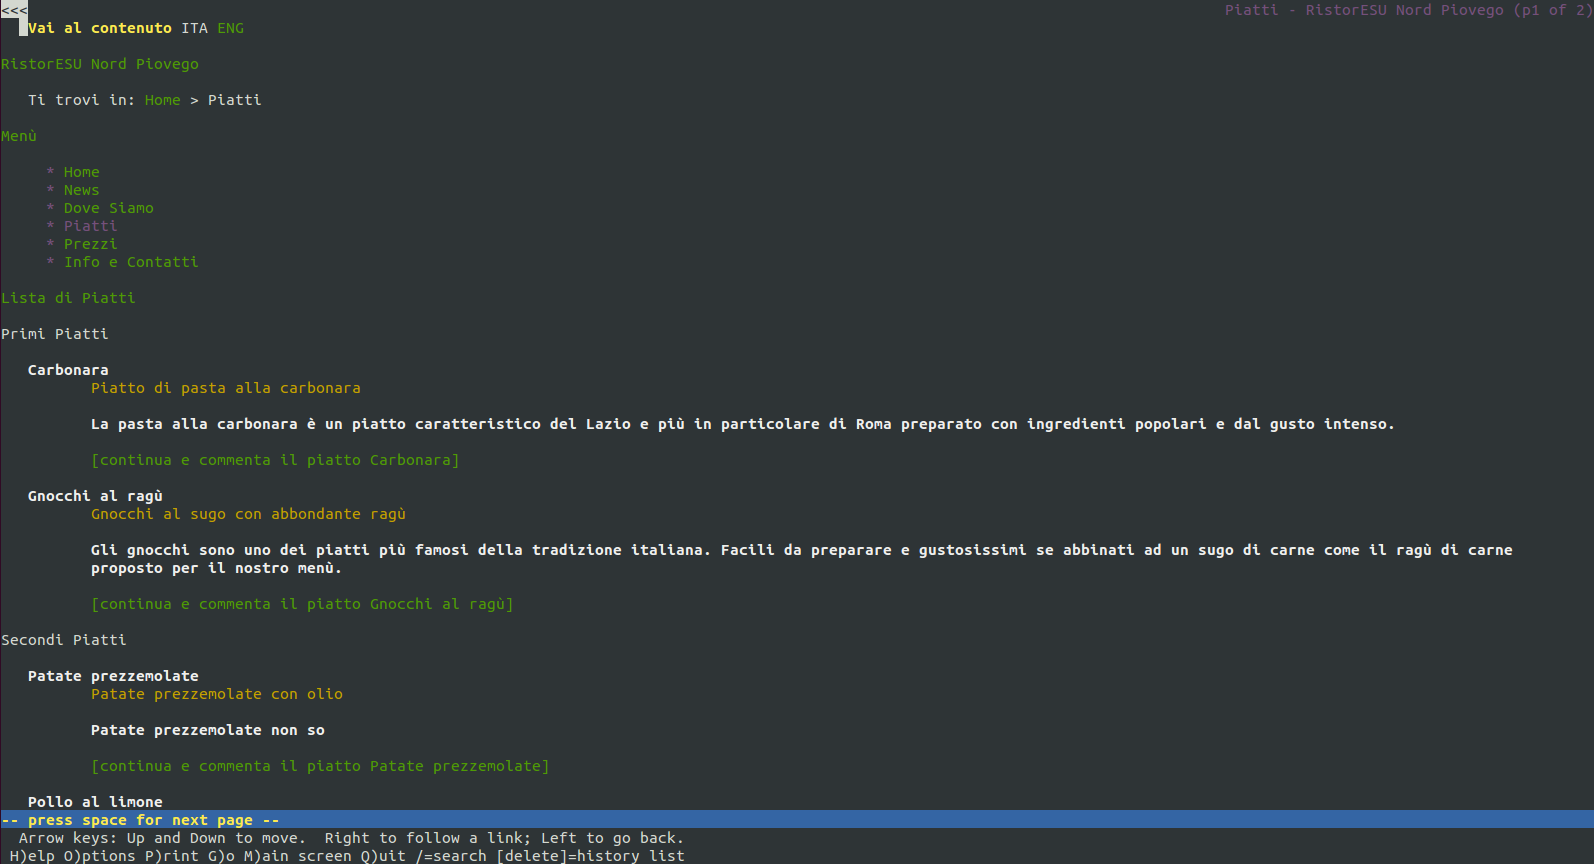 <<<
Piatti - RistorESU Nord Piovego (p1 of 2)
Vai al contenuto ITA ENG
RistorESU Nord Piovego
Ti trovi in: Home > Piatti
Menù
* Home
* News
* Dove Siamo
* Piatti
* Prezzi
* Info e Contatti
Lista di Piatti
Primi Piatti
Carbonara
Piatto di pasta alla carbonara
La pasta alla carbonara è un piatto caratteristico del Lazio e più in particolare di Roma preparato con ingredienti popolari e dal gusto intenso.
[continua e commenta il piatto Carbonara]
Gnocchi al ragù
Gnocchi al sugo con abbondante ragù
Gli gnocchi sono uno dei piatti più famosi della tradizione italiana. Facili da preparare e gustosissimi se abbinati ad un sugo di carne come il ragù di carne
proposto per il nostro menù.
[continua e commenta il piatto Gnocchi al ragù]
Secondi Piatti
Patate prezzemolate
Patate prezzemolate con olio
Patate prezzemolate non so
[continua e commenta il piatto Patate prezzemolate]
Pollo al limone
-- press space for next page --
Arrow keys: Up and Down to move.  Right to follow a link; Left to go back.
H)elp O)ptions P)rint G)o M)ain screen Q)uit /=search [delete]=history list